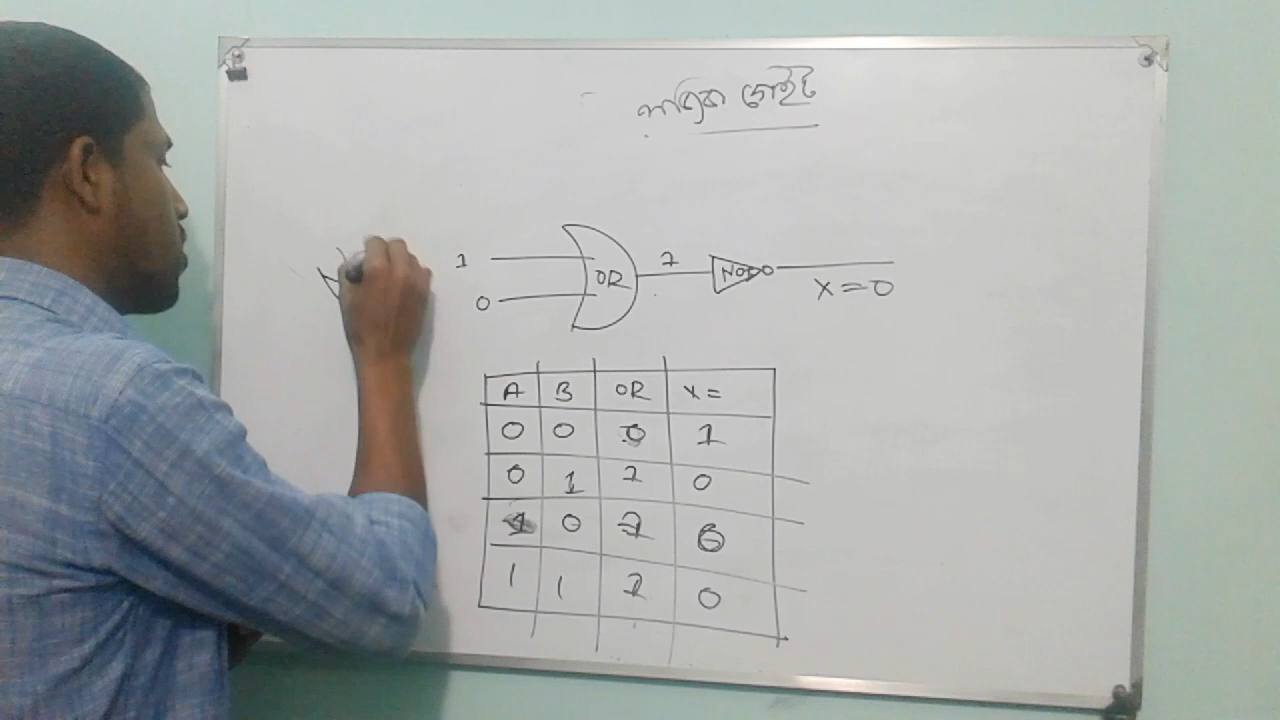 লজিক গেইট
1
0
OR
1
NOT
X=0
A B OR X=
0 0 0 1
0 1 1 0
1 0 1 0
1 1 1 0